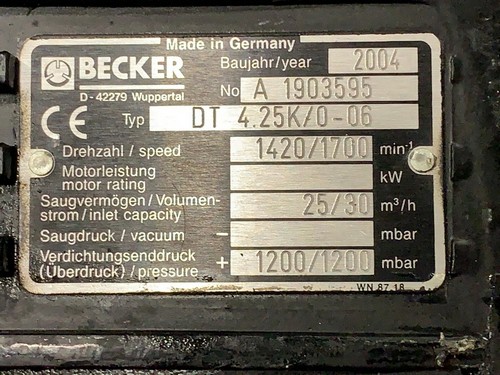 Made in Germany
BECKER
Baujahr/year 2004
D-42279 Wuppertal
No A 1903595
CE Typ DT 4.25K/0-06
Drehzahl / speed 1420/1700 min-1
Motorleistung
motor rating kW
Saugvermögen / Volumen-
strom / inlet capacity 25/30 m³/h
Saugdruck / vacuum − mbar
Verdichtungsenddruck
(Überdruck) / pressure + 1200/1200 mbar
WN 87 18